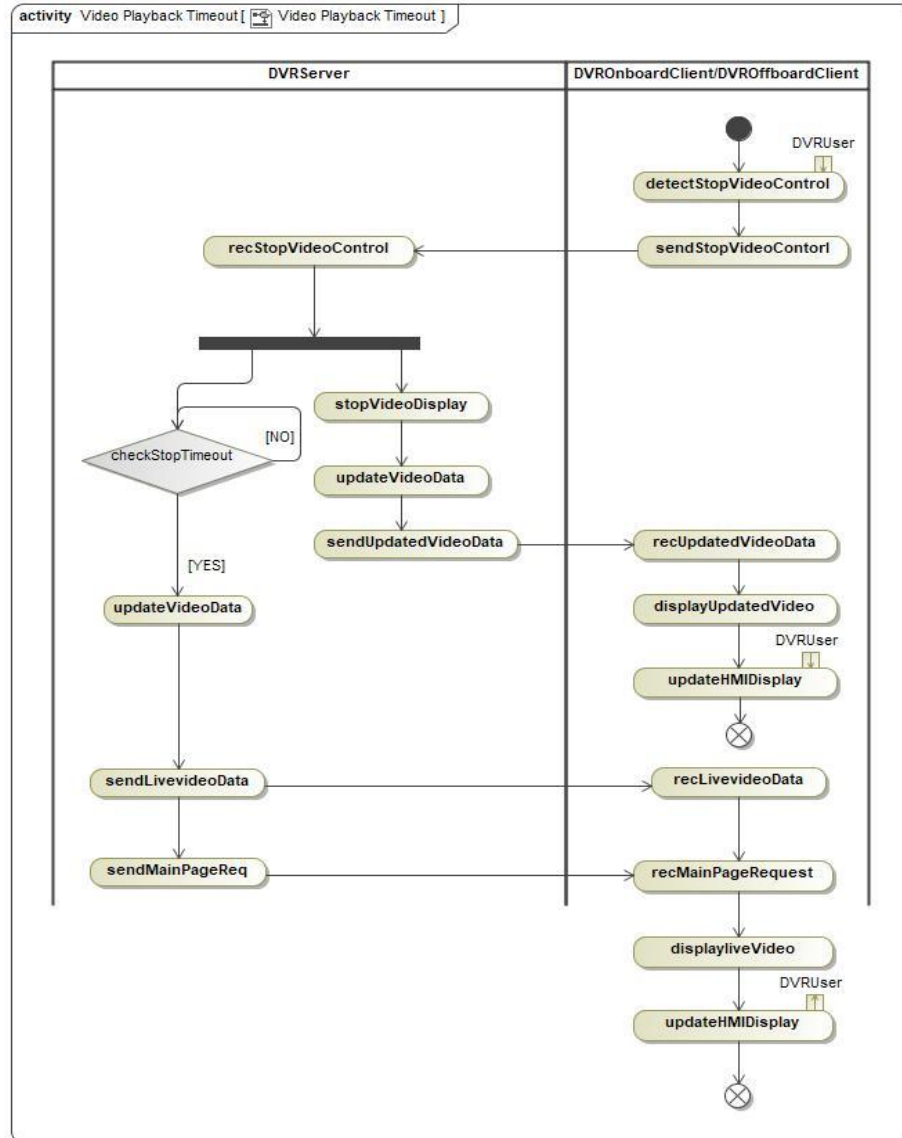 activity Video Playback Timeout [ Video Playback Timeout ]
DVRServer
DVROnboardClient/DVROffboardClient
DVRUser
detectStopVideoControl
recStopVideoControl
sendStopVideoContorl
stopVideoDisplay
[NO]
checkStopTimeout
updateVideoData
sendUpdatedVideoData
recUpdatedVideoData
[YES]
updateVideoData
displayUpdatedVideo
DVRUser
updateHMIDisplay
sendLivevideoData
recLivevideoData
sendMainPageReq
recMainPageRequest
displayliveVideo
DVRUser
updateHMIDisplay